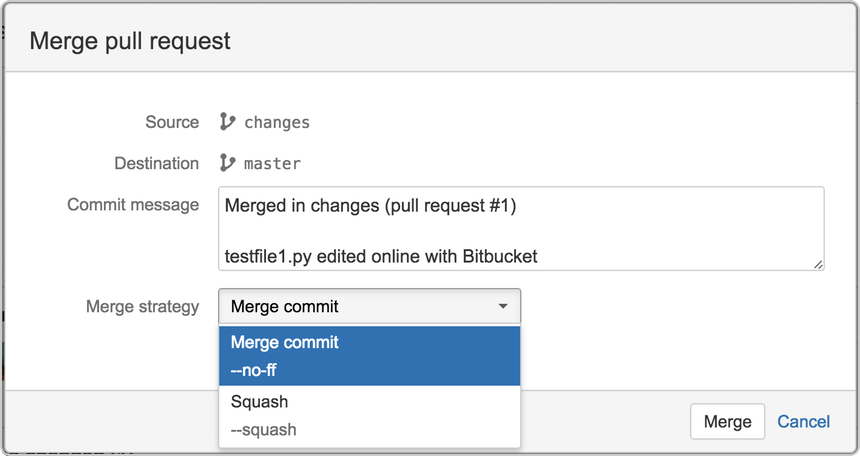 Merge pull request
Source changes
Destination master
Commit message Merged in changes (pull request #1)
testfile1.py edited online with Bitbucket
Merge strategy Merge commit
Merge commit
--no-ff
Squash
--squash
Merge Cancel